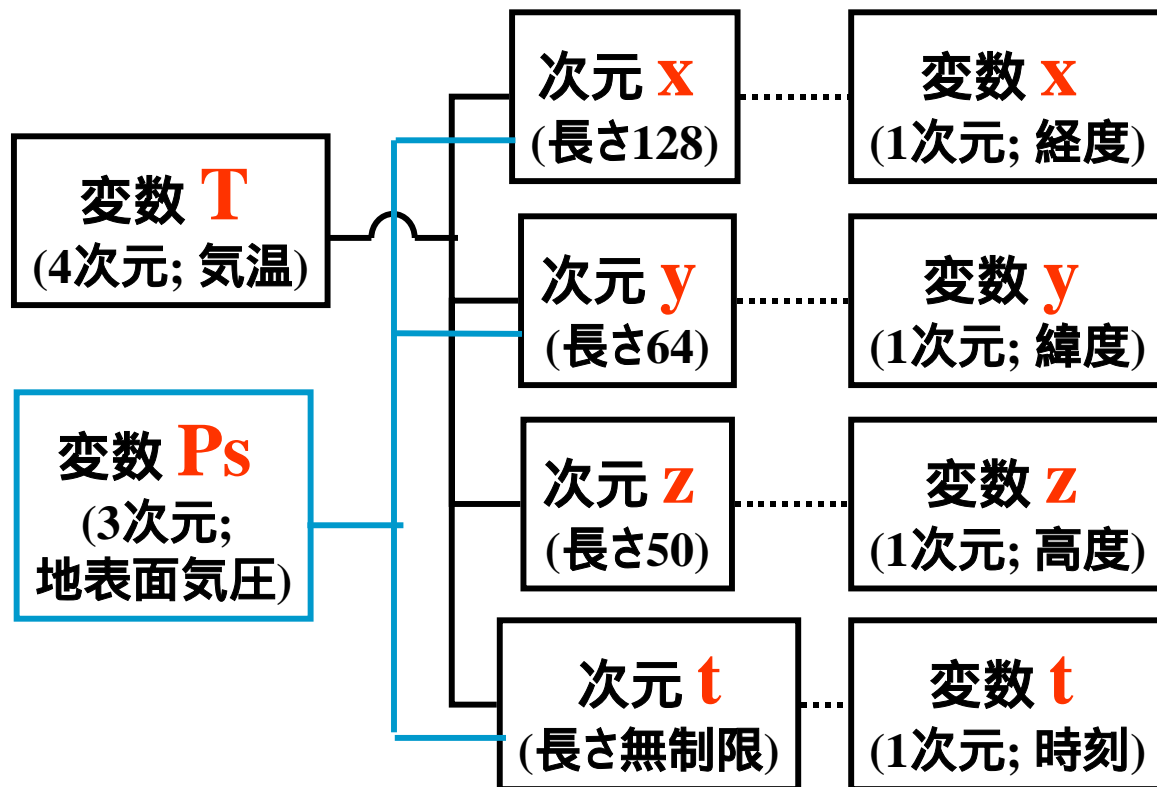 変数 T
(4次元; 気温)
変数 Ps
(3次元;
地表面気圧)
次元 x
(長さ128)
変数 x
(1次元; 経度)
次元 y
(長さ64)
変数 y
(1次元; 緯度)
次元 z
(長さ50)
変数 z
(1次元; 高度)
次元 t
(長さ無制限)
変数 t
(1次元; 時刻)